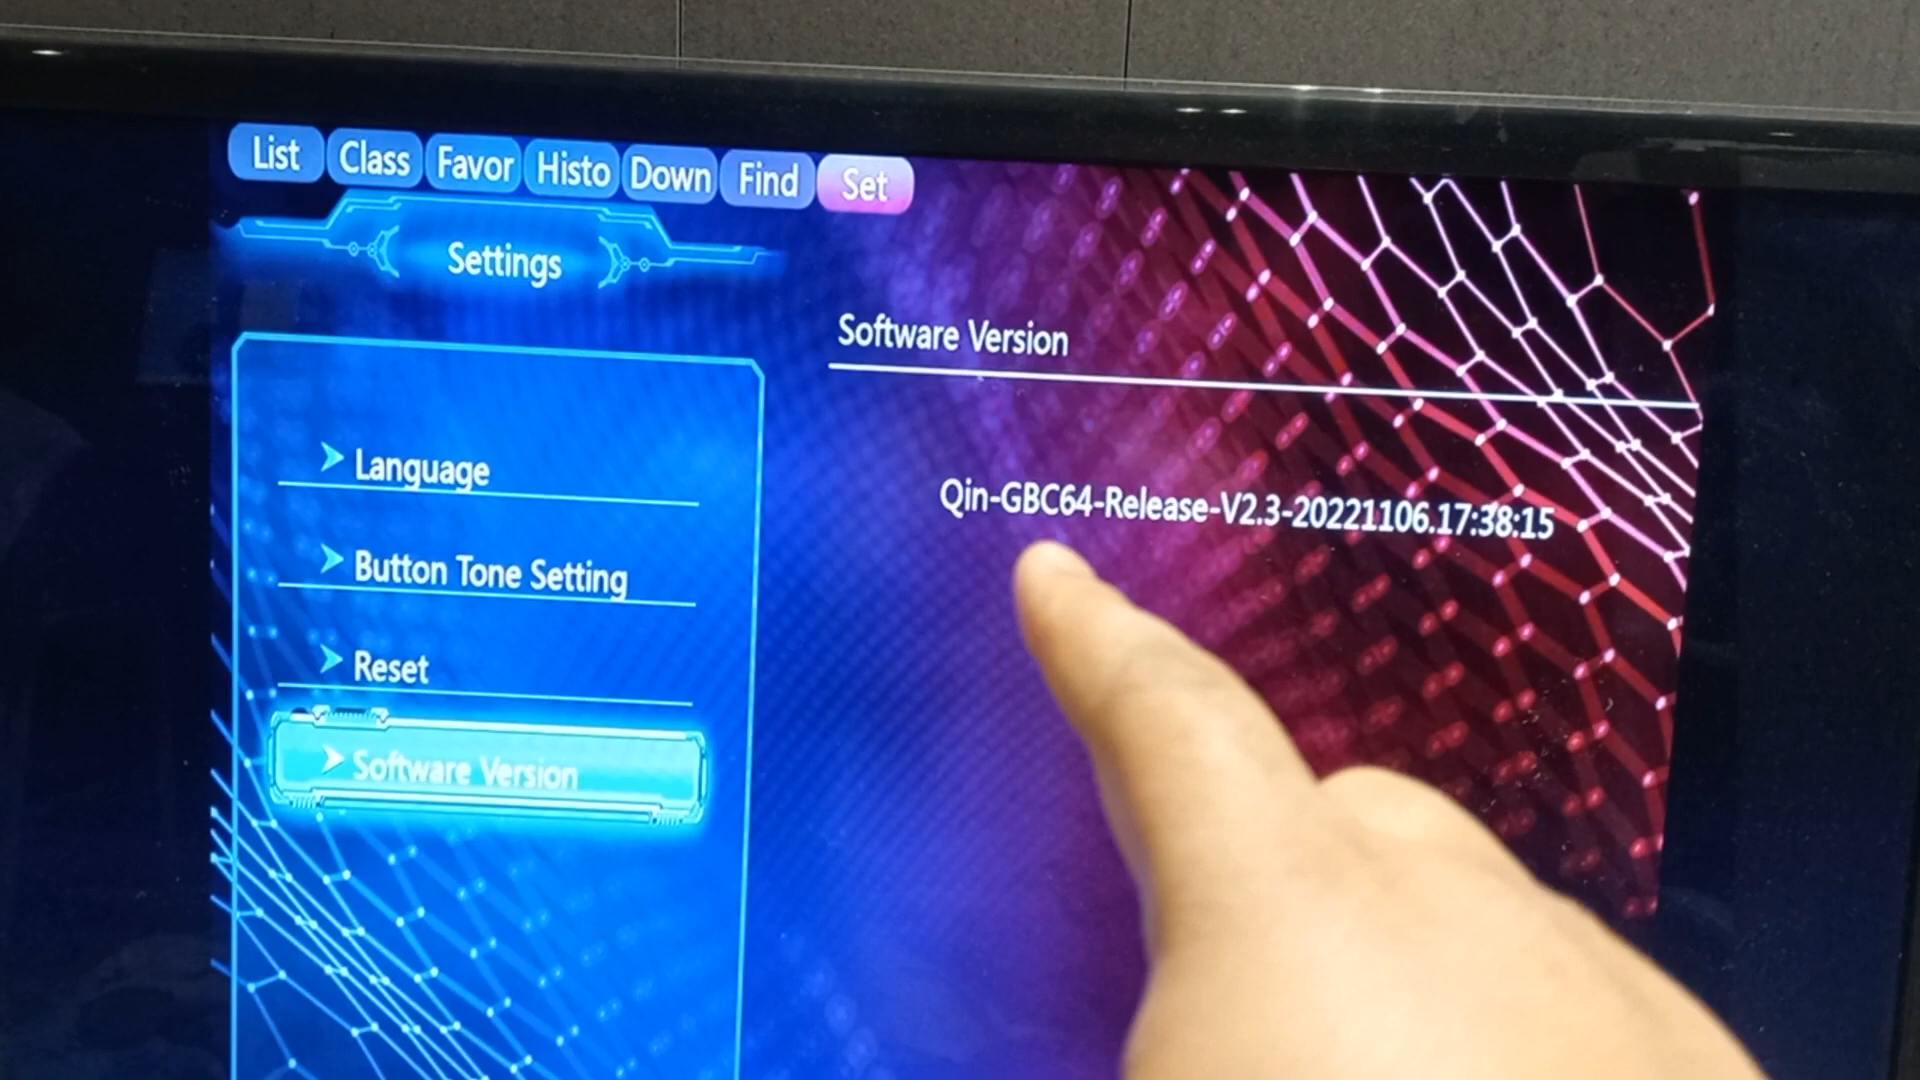 List Class Favor Histo Down Find Set
Settings
Language
Button Tone Setting
Reset
Software Version
Software Version
Qin-GBC64-Release-V2.3-20221106.17:38:15